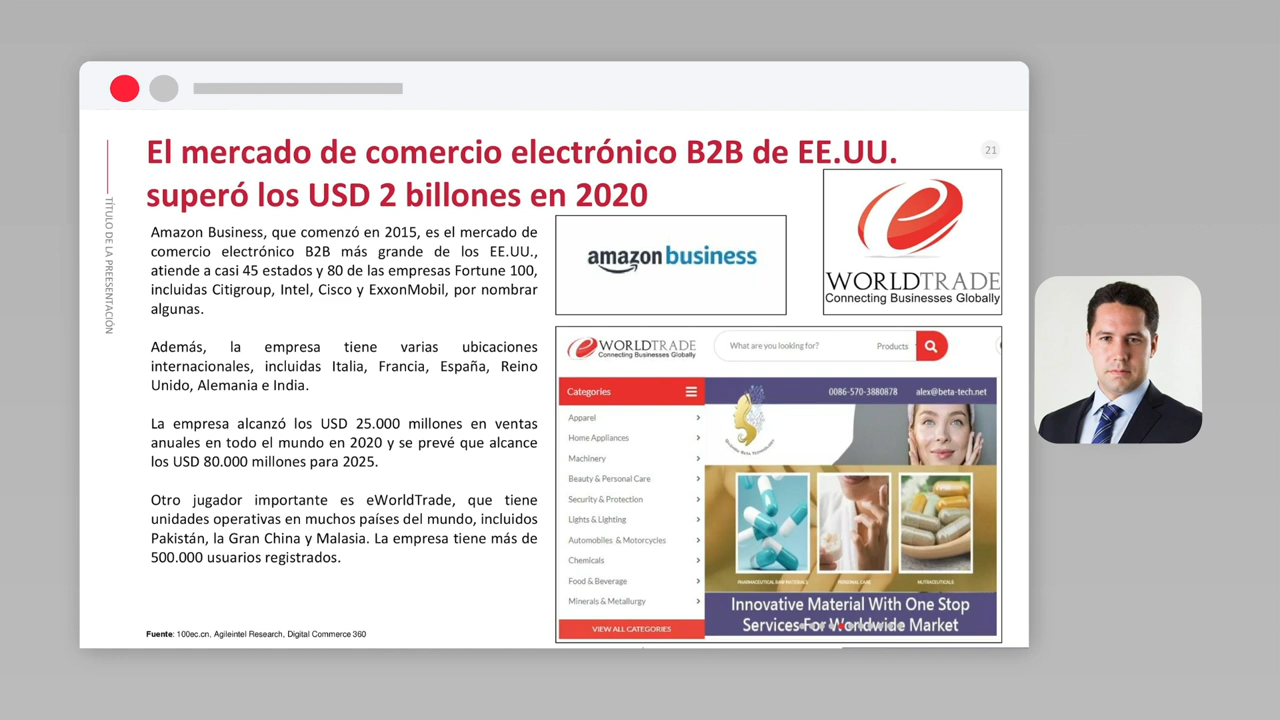 El mercado de comercio electrónico B2B de EE.UU.
superó los USD 2 billones en 2020
21
TÍTULO DE LA PREESENTACIÓN
Amazon Business, que comenzó en 2015, es el mercado de
comercio electrónico B2B más grande de los EE.UU.,
atiende a casi 45 estados y 80 de las empresas Fortune 100,
incluidas Citigroup, Intel, Cisco y ExxonMobil, por nombrar
algunas.
Además, la empresa tiene varias ubicaciones
internacionales, incluidas Italia, Francia, España, Reino
Unido, Alemania e India.
La empresa alcanzó los USD 25.000 millones en ventas
anuales en todo el mundo en 2020 y se prevé que alcance
los USD 80.000 millones para 2025.
Otro jugador importante es eWorldTrade, que tiene
unidades operativas en muchos países del mundo, incluidos
Pakistán, la Gran China y Malasia. La empresa tiene más de
500.000 usuarios registrados.
Fuente: 100ec.cn, Agileintel Research, Digital Commerce 360
amazon business
e
WORLDTRADE
Connecting Businesses Globally
e WORLDTRADE
Connecting Businesses Globally
What are you looking for? Products
Categories
0086-570-3880878 alex@beta-tech.net
Apparel
Home Appliances
Machinery
Beauty & Personal Care
Security & Protection
Lights & Lighting
Automobiles & Motorcycles
Chemicals
Food & Beverage
Minerals & Metallurgy
VIEW ALL CATEGORIES
PHARMACEUTICAL RAW MATERIALS PERSONAL CARE NUTRACEUTICALS
Innovative Material With One Stop
Services For Worldwide Market